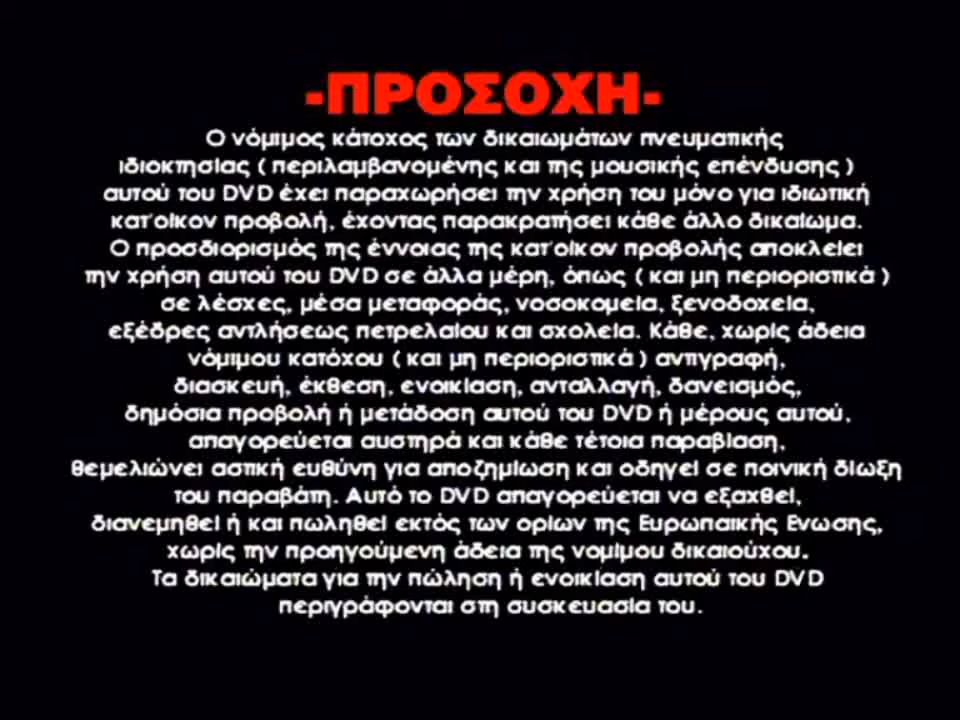 -ΠΡΟΣΟΧΗ-
Ο νόμιμος κάτοχος των δικαιωμάτων πνευματικής
ιδιοκτησίας ( περιλαμβανομένης και της μουσικής επένδυσης )
αυτού του DVD έχει παραχωρήσει την χρήση του μόνο για ιδιωτική
κατ'οίκον προβολή, έχοντας παρακρατήσει κάθε άλλο δικαίωμα.
Ο προσδιορισμός της έννοιας της κατ'οίκον προβολής αποκλείει
την χρήση αυτού του DVD σε άλλα μέρη, όπως ( και μη περιοριστικά )
σε λέσχες, μέσα μεταφοράς, νοσοκομεία, ξενοδοχεία,
εξέδρες αντλήσεως πετρελαίου και σχολεία. Κάθε, χωρίς άδεια
νόμιμου κατόχου ( και μη περιοριστικά ) αντιγραφή,
διασκευή, έκθεση, ενοικίαση, ανταλλαγή, δανεισμός,
δημόσια προβολή ή μετάδοση αυτού του DVD ή μέρους αυτού,
απαγορεύεται αυστηρά και κάθε τέτοια παραβίαση,
θεμελιώνει αστική ευθύνη για αποζημίωση και οδηγεί σε ποινική δίωξη
του παραβάτη. Αυτό το DVD απαγορεύεται να εξαχθεί,
διανεμηθεί ή και πωληθεί εκτός των ορίων της Ευρωπαικής Ενωσης,
χωρίς την προηγούμενη άδεια της νομίμου δικαιούχου.
Τα δικαιώματα για την πώληση ή ενοικίαση αυτού του DVD
περιγράφονται στη συσκευασία του.